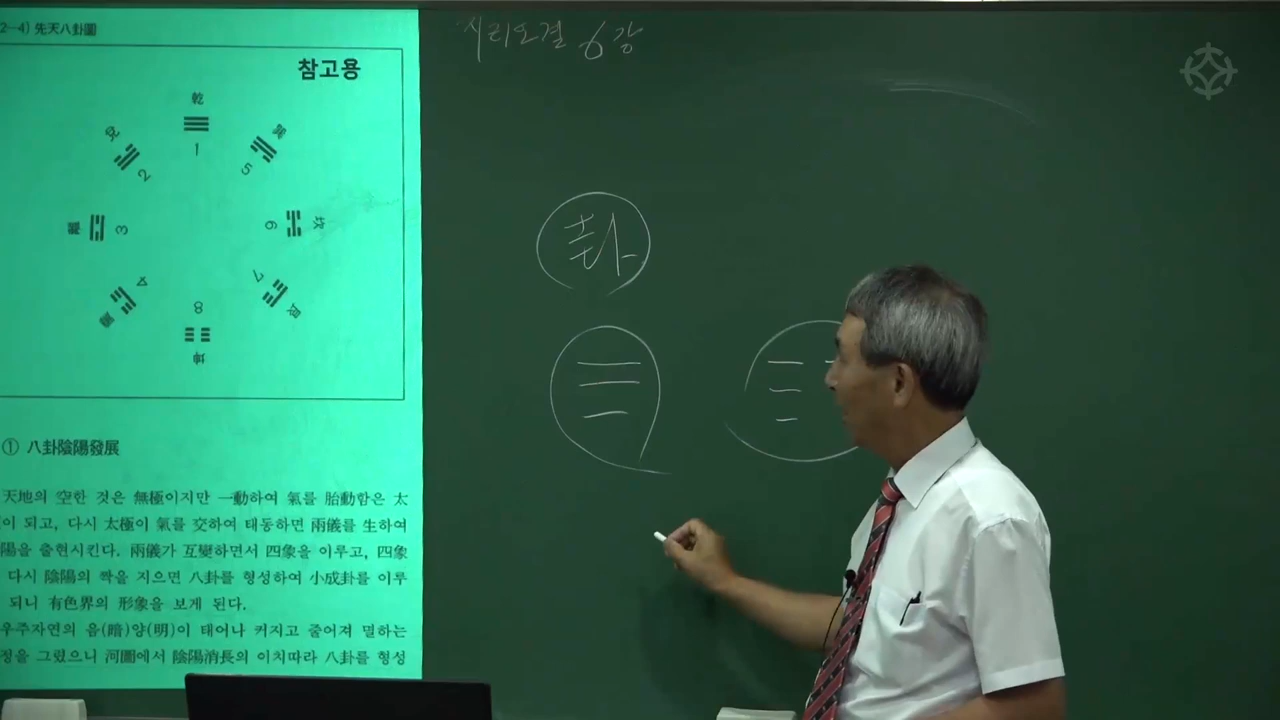 2-4) 先天八卦圖
참고용
乾
1
兌
2
巽
5
離
3
坎
6
震
4
艮
7
8
坤
① 八卦陰陽發展
天地의 空한 것은 無極이지만 一動하여 氣를 胎動함은 太
이 되고, 다시 太極이 氣를 交하여 태동하면 兩儀를 生하여
陽을 출현시킨다. 兩儀가 互變하면서 四象을 이루고, 四象
다시 陰陽의 짝을 지으면 八卦를 형성하여 小成卦를 이루
되니 有色界의 形象을 보게 된다.
우주자연의 음(暗)양(明)이 태어나 커지고 줄어져 멸하는
정을 그렸으니 河圖에서 陰陽消長의 이치따라 八卦를 형성
지리오결 6강
卦